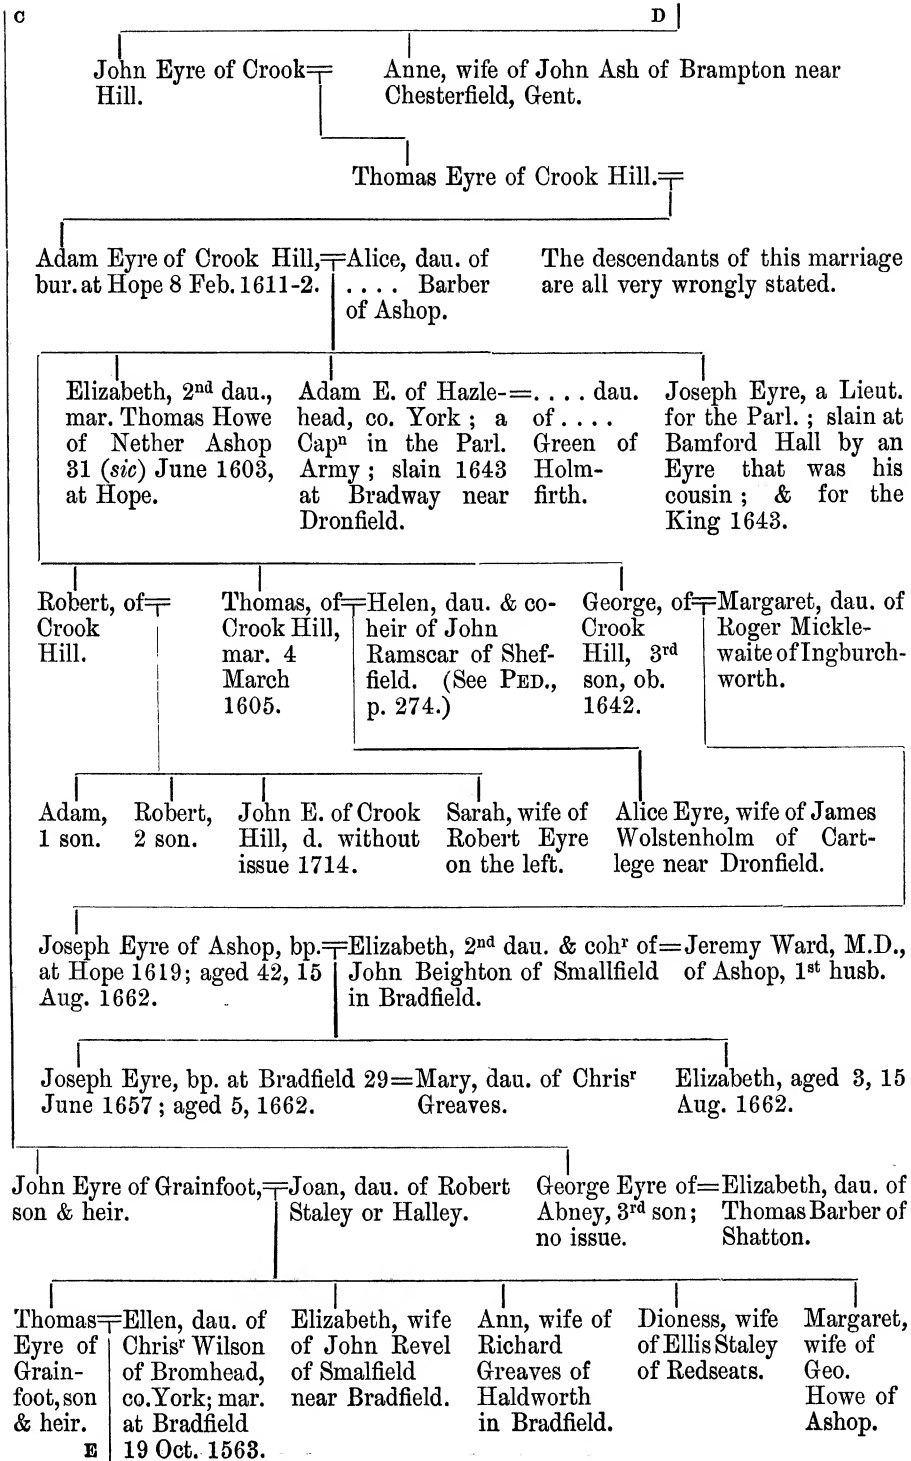 C
D
John Eyre of Crook=
Hill.
Anne, wife of John Ash of Brampton near
Chesterfield, Gent.
Thomas Eyre of Crook Hill.=
Adam Eyre of Crook Hill,=Alice, dau. of
bur. at Hope 8 Feb. 1611-2.
.... Barber
of Ashop.
The descendants of this marriage
are all very wrongly stated.
Elizabeth, 2nd dau.,
mar. Thomas Howe
of Nether Ashop
31 (sic) June 1603,
at Hope.
Adam E. of Hazle-=.... dau.
head, co. York ; a
Capn in the Parl.
Army ; slain 1643
at Bradway near
Dronfield.
of ....
Green of
Holm-
firth.
Joseph Eyre, a Lieut.
for the Parl. ; slain at
Bamford Hall by an
Eyre that was his
cousin ; & for the
King 1643.
Robert, of=
Crook
Hill.
Thomas, of=Helen, dau. & co-
Crook Hill,
mar. 4
March
1605.
heir of John
Ramscar of Shef-
field. (See PED.,
p. 274.)
George, of=Margaret, dau. of
Crook
Hill, 3rd
son, ob.
1642.
Roger Mickle-
waite of Ingburch-
worth.
Adam,
1 son.
Robert,
2 son.
John E. of Crook
Hill, d. without
issue 1714.
Sarah, wife of
Robert Eyre
on the left.
Alice Eyre, wife of James
Wolstenholm of Cart-
lege near Dronfield.
Joseph Eyre of Ashop, bp.=Elizabeth, 2nd dau. & cohr of=Jeremy Ward, M.D.,
at Hope 1619; aged 42, 15
Aug. 1662.
John Beighton of Smallfield
in Bradfield.
of Ashop, 1st husb.
Joseph Eyre, bp. at Bradfield 29=Mary, dau. of Chrisr
June 1657 ; aged 5, 1662.
Greaves.
Elizabeth, aged 3, 15
Aug. 1662.
John Eyre of Grainfoot,=Joan, dau. of Robert
son & heir.
Staley or Halley.
George Eyre of=Elizabeth, dau. of
Abney, 3rd son;
no issue.
Thomas Barber of
Shatton.
Thomas=Ellen, dau. of
Eyre of
Grain-
foot, son
& heir.
E
Chrisr Wilson
of Bromhead,
co. York; mar.
at Bradfield
19 Oct. 1563.
Elizabeth, wife
of John Revel
of Smalfield
near Bradfield.
Ann, wife of
Richard
Greaves of
Haldworth
in Bradfield.
Dioness, wife
of Ellis Staley
of Redseats.
Margaret,
wife of
Geo.
Howe of
Ashop.